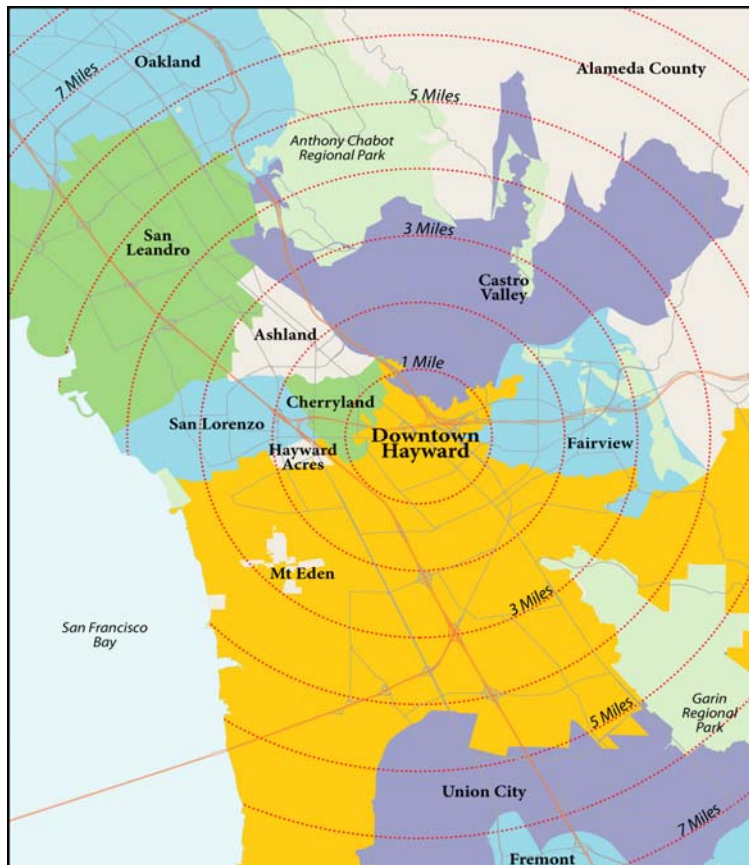 Oakland
Alameda County
7 Miles
5 Miles
Anthony Chabot
Regional Park
San
Leandro
3 Miles
Castro
Valley
Ashland
1 Mile
Cherryland
San Lorenzo
Downtown
Hayward
Hayward
Acres
Fairview
Mt Eden
3 Miles
San Francisco
Bay
Garin
Regional
Park
5 Miles
Union City
7 Miles
Fremont